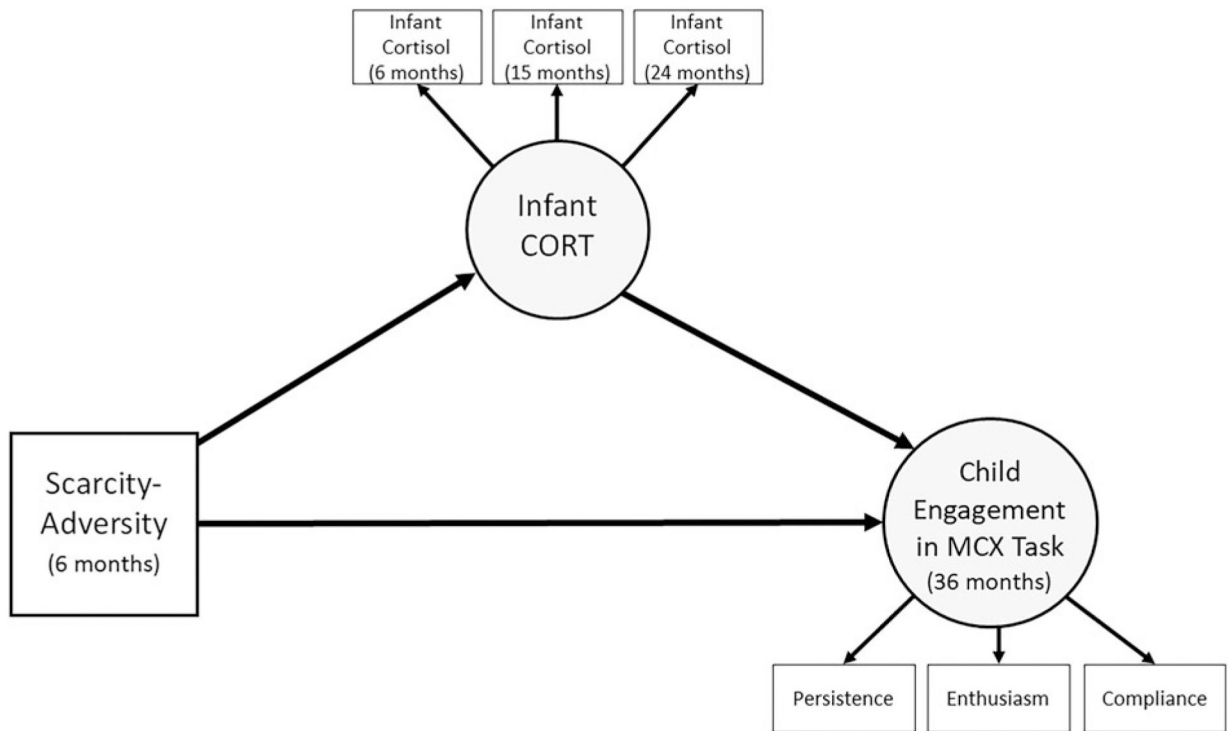 Infant
Cortisol
(6 months)
Infant
Cortisol
(15 months)
Infant
Cortisol
(24 months)
Infant
CORT
Scarcity-
Adversity
(6 months)
Child
Engagement
in MCX Task
(36 months)
Persistence
Enthusiasm
Compliance